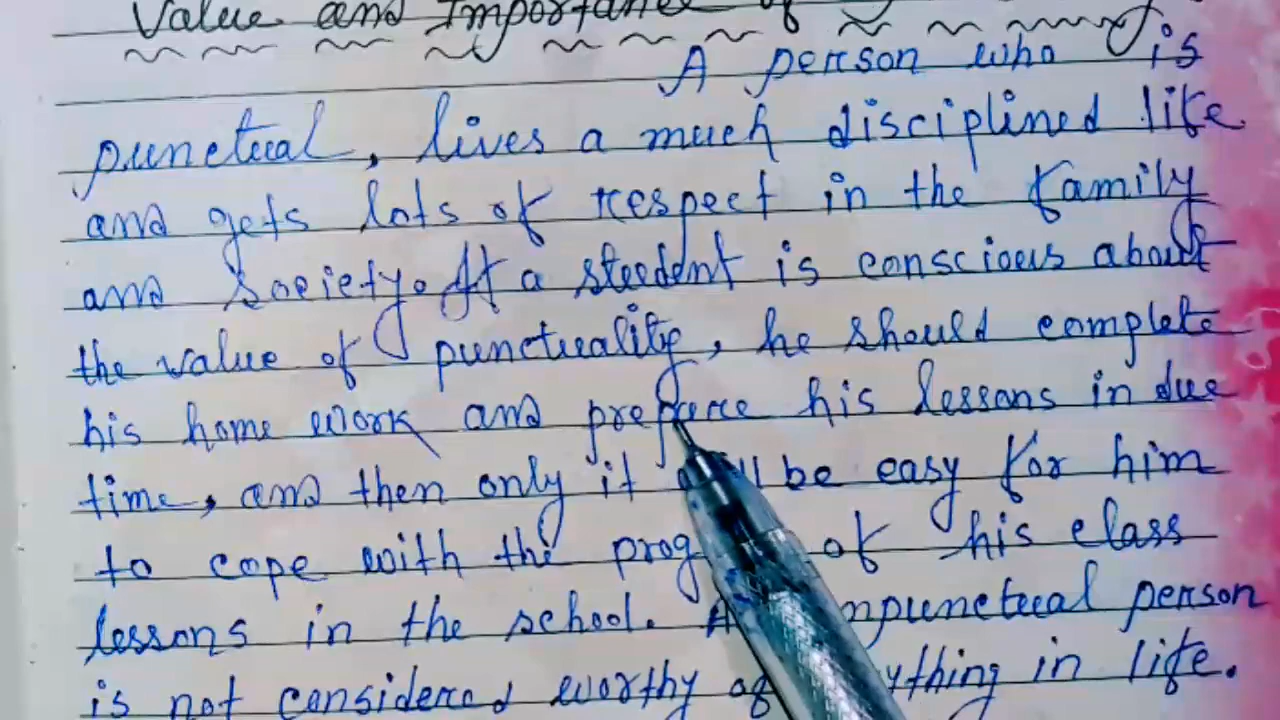 Value and Importance of
A person who is
punctual, lives a much disciplined life
and gets lots of respect in the family
and society. If a student is conscious about
the value of punctuality, he should complete
his home work and prepare his lessons in due
time, and then only it be easy for him
to cope with the of his class
lessons in the school. person
is not considered worthy of in life.